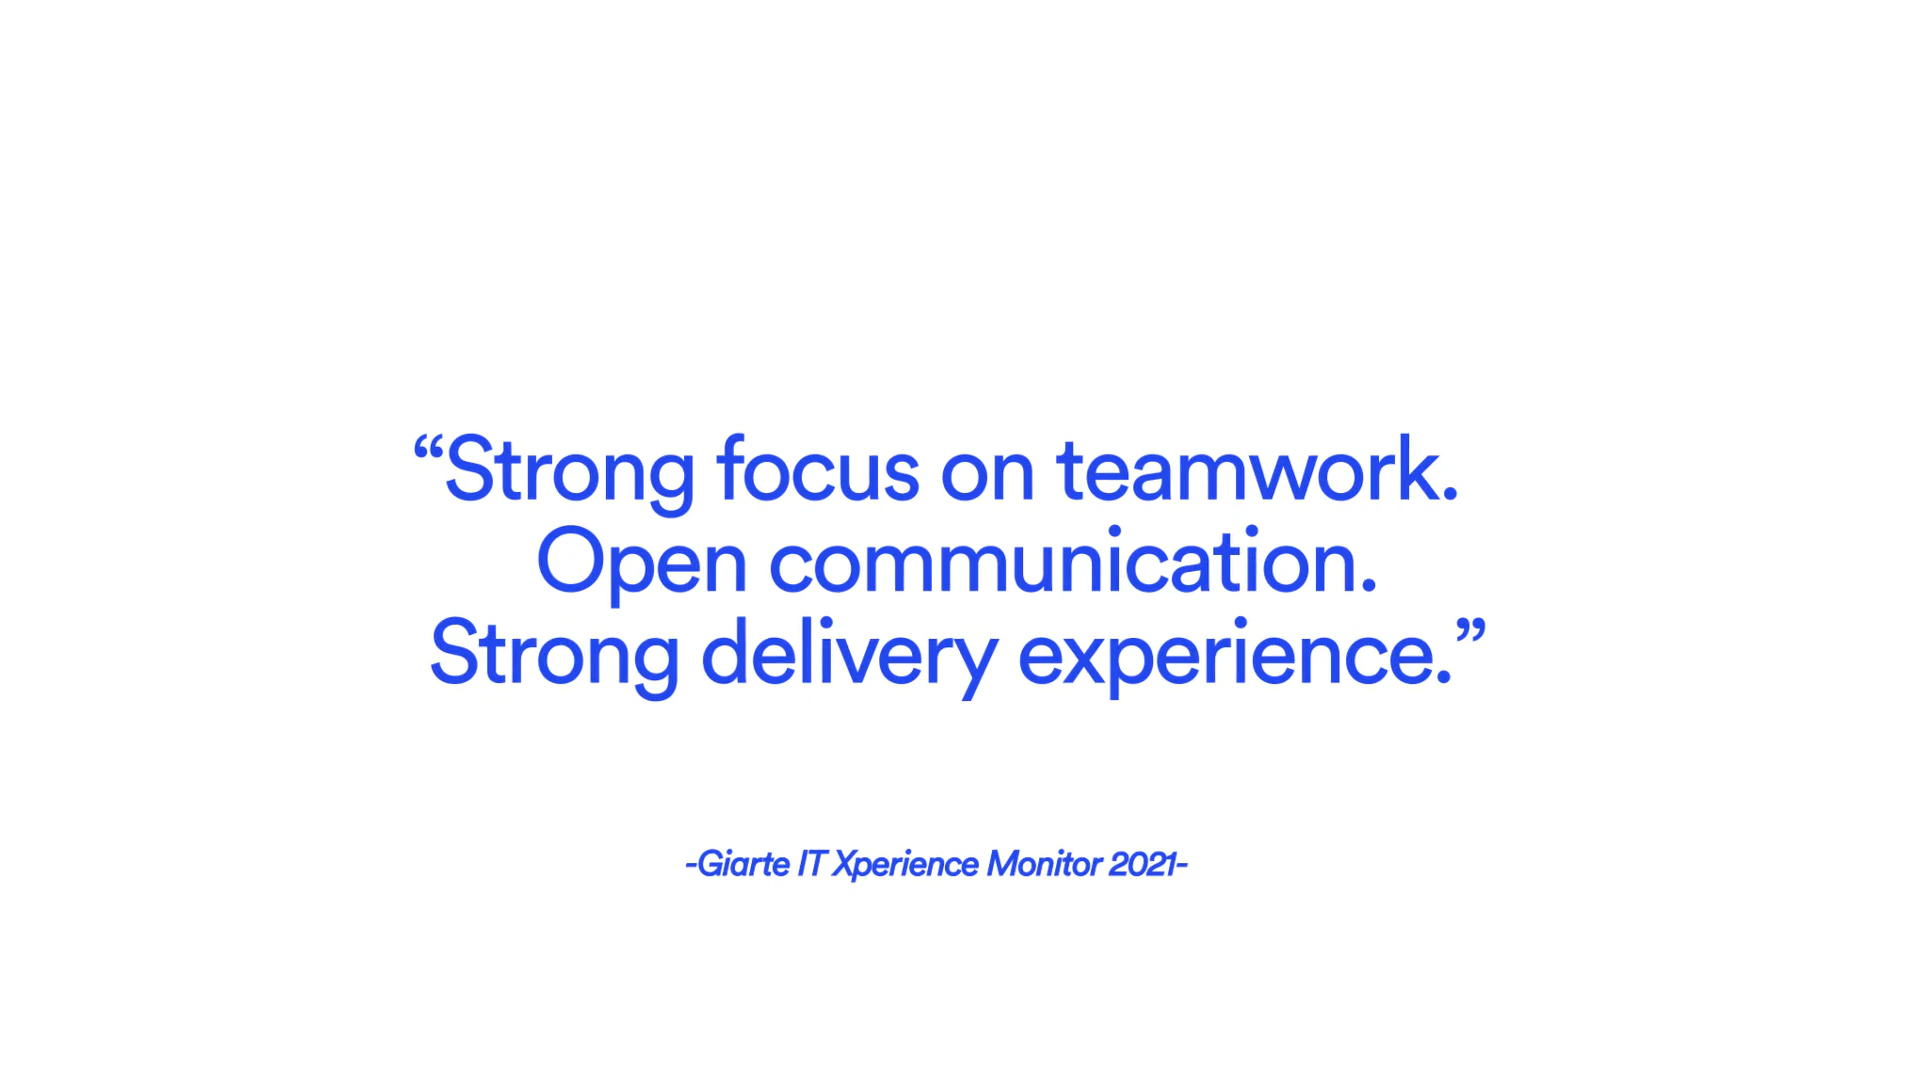 “Strong focus on teamwork.
Open communication.
Strong delivery experience.”
-Giarte IT Xperience Monitor 2021-